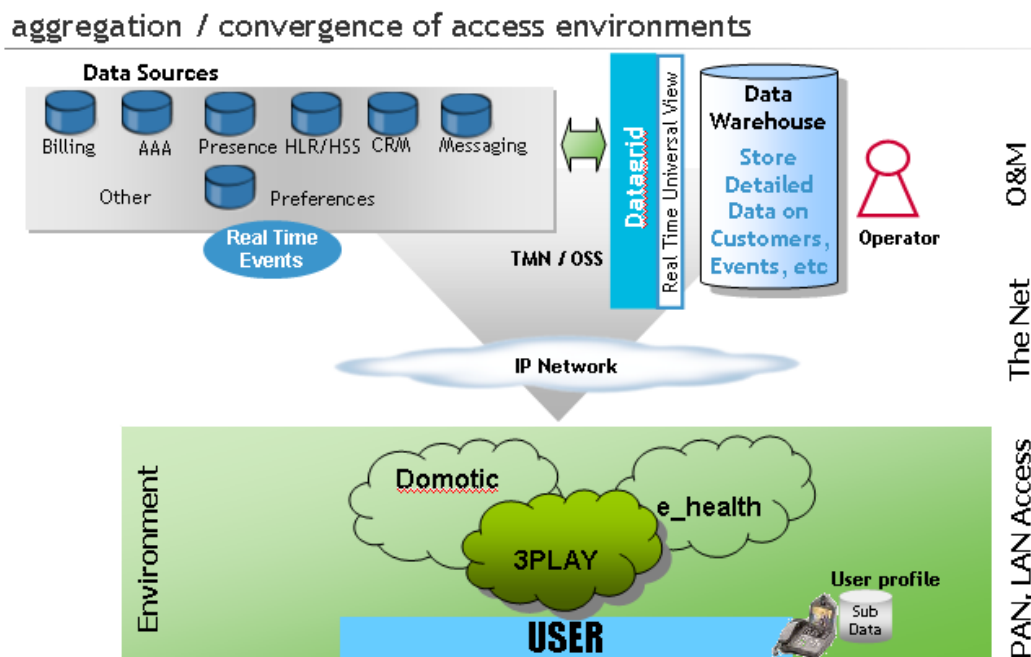 aggregation / convergence of access environments
Data Sources
Billing
AAA
Presence
HLR/HSS
CRM
Messaging
Other
Preferences
Real Time
Events
TMN / OSS
Datagrid
Real Time Universal View
Data
Warehouse
Store
Detailed
Data on
Customers,
Events, etc
Operator
O&M
The Net
IP Network
PAN, LAN Access
Environment
Domotic
e_health
3PLAY
User profile
Sub
Data
USER